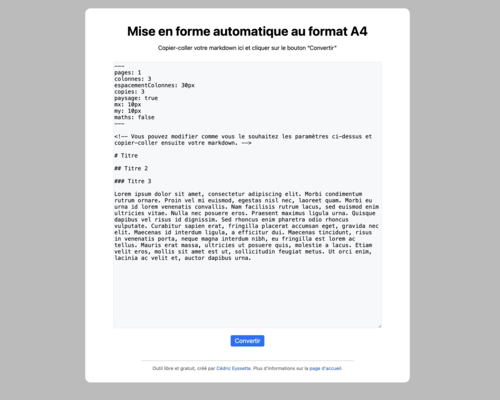 Mise en forme automatique au format A4
Copier-coller votre markdown ici et cliquer sur le bouton "Convertir"
---
pages: 1
colonnes: 3
espacementColonnes: 30px
copies: 3
paysage: true
mx: 10px
my: 10px
maths: false
---
<!-- Vous pouvez modifier comme vous le souhaitez les paramètres ci-dessus et
copier-coller ensuite votre markdown. -->
# Titre
## Titre 2
### Titre 3
Lorem ipsum dolor sit amet, consectetur adipiscing elit. Morbi condimentum
rutrum ornare. Proin vel mi euismod, egestas nisl nec, laoreet quam. Morbi eu
urna id lorem venenatis convallis. Nam facilisis rutrum lacus, sed euismod enim
ultricies vitae. Nulla nec posuere eros. Praesent maximus ligula urna. Quisque
dapibus vel risus id dignissim. Sed rhoncus enim pharetra odio rhoncus
vulputate. Curabitur sapien erat, fringilla placerat accumsan eget, gravida nec
elit. Maecenas id interdum ligula, a efficitur dui. Maecenas tincidunt, risus
in venenatis porta, neque magna interdum nibh, eu fringilla est lorem ac
tellus. Mauris erat massa, ultricies ut posuere quis, molestie a lacus. Etiam
velit eros, mollis sit amet est ut, sollicitudin feugiat metus. Ut orci enim,
lacinia ac velit et, auctor dapibus urna.
Convertir
Outil libre et gratuit, créé par Cédric Eyssette. Plus d'informations sur la page d'accueil.